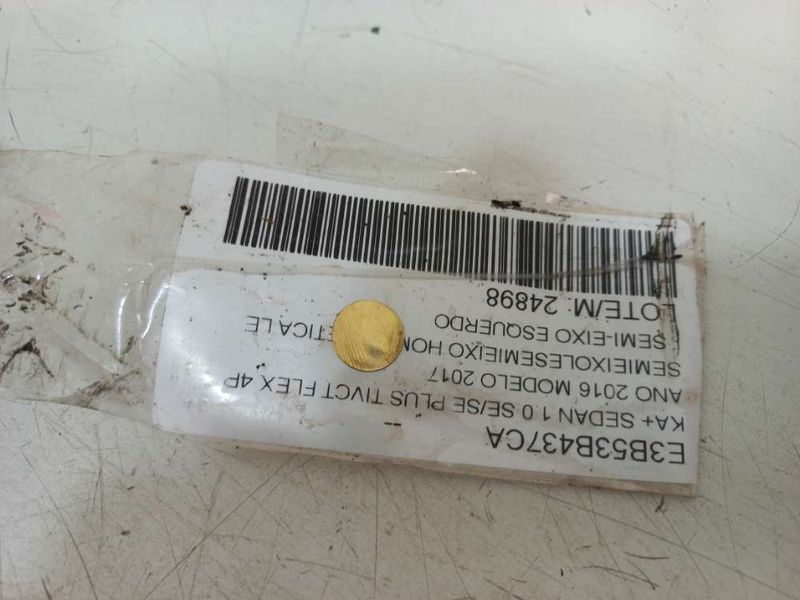 E3B53B437CA
KA+ SEDAN 1.0 SE/SE PLUS TIVCT FLEX 4P
ANO 2016 MODELO 2017
SEMIEIXOLESEMIEIXO HOM ETICA LE
SEMI-EIXO ESQUERDO
LOTE/M: 24898